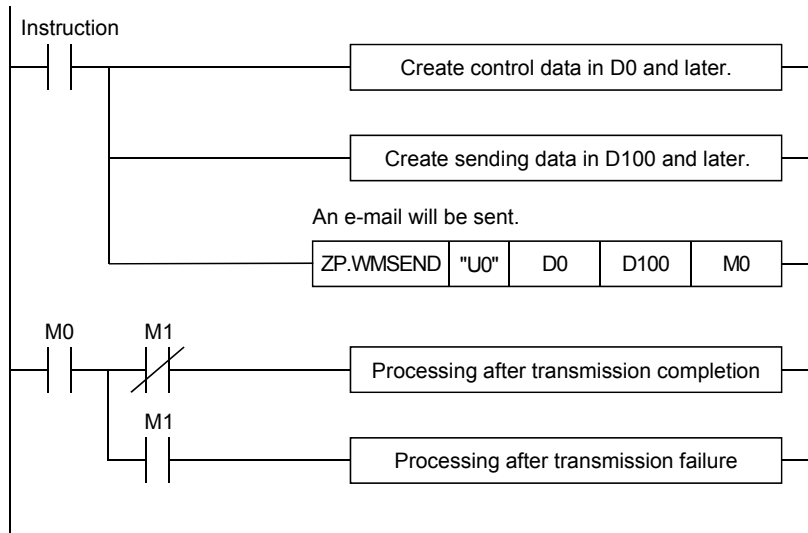 Instruction
Create control data in D0 and later.
Create sending data in D100 and later.
An e-mail will be sent.
ZP.WMSEND "U0" D0 D100 M0
M0 M1
Processing after transmission completion
M1
Processing after transmission failure